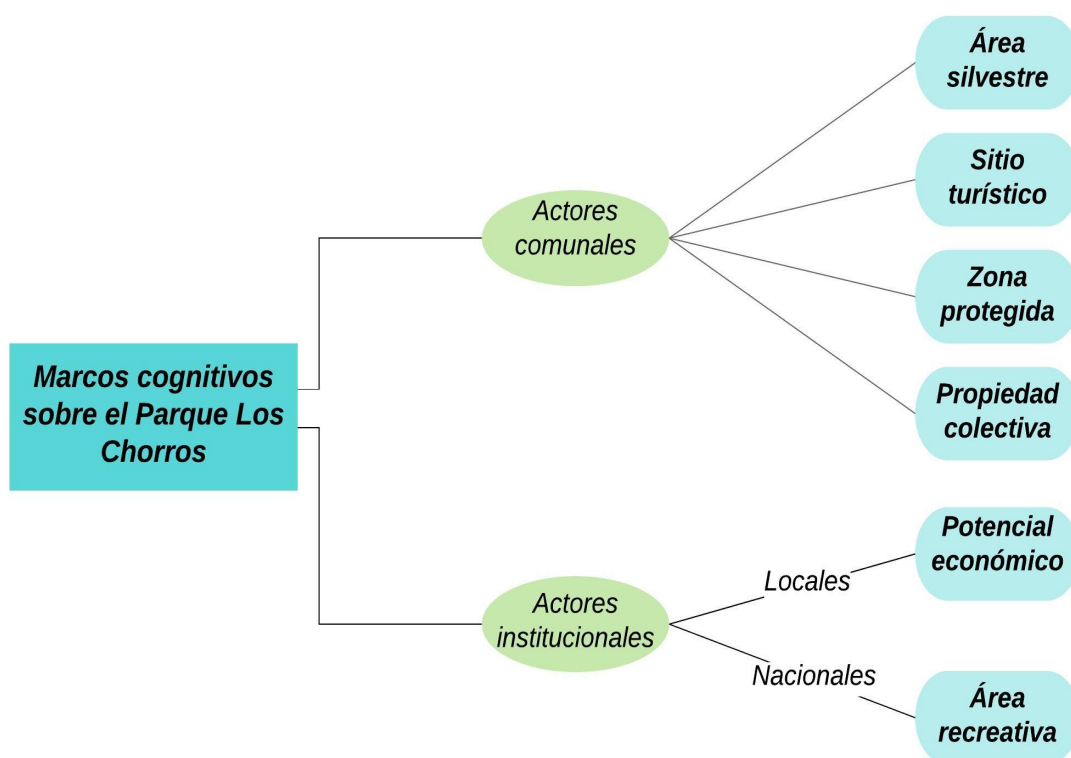 Marcos cognitivos
sobre el Parque Los
Chorros
Actores
comunales
Área
silvestre
Sitio
turístico
Zona
protegida
Propiedad
colectiva
Actores
institucionales
Locales
Potencial
económico
Nacionales
Área
recreativa